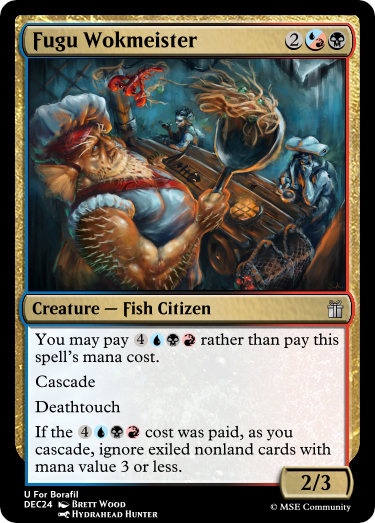 Fugu Wokmeister 2 U/R B
Creature — Fish Citizen
You may pay 4 U B R rather than pay this
spell's mana cost.
Cascade
Deathtouch
If the 4 U B R cost was paid, as you
cascade, ignore exiled nonland cards with
mana value 3 or less.
2/3
U For Borafil
DEC24 Brett Wood
Hydrahead Hunter
© MSE Community